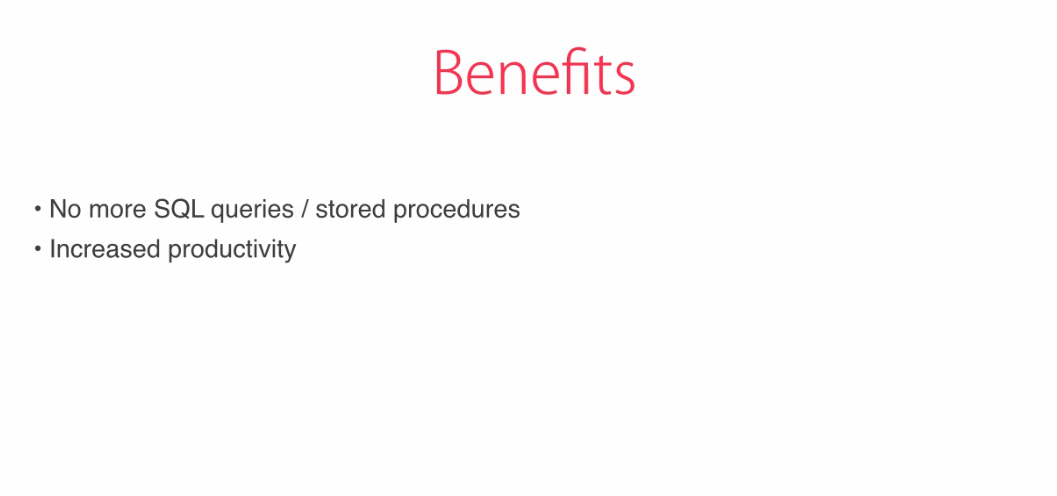 Benefits
• No more SQL queries / stored procedures
• Increased productivity